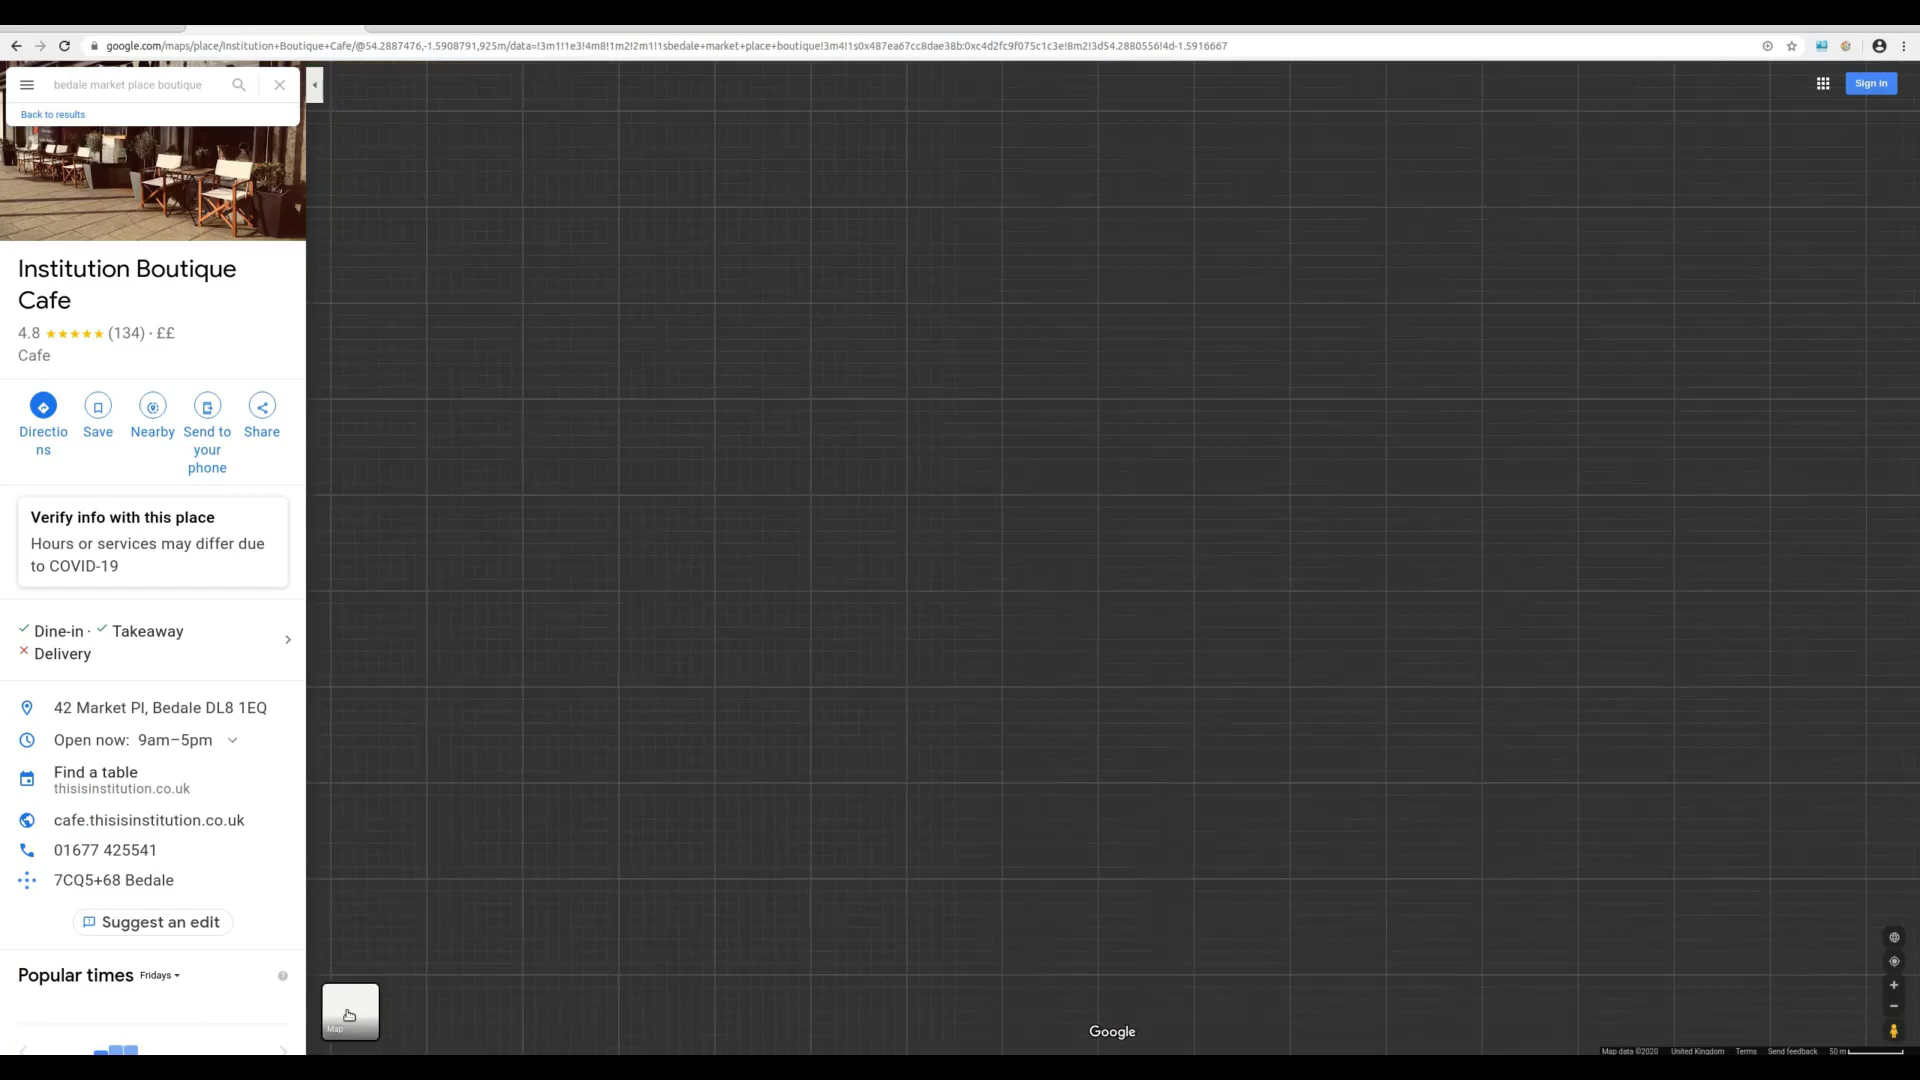 google.com/maps/place/Institution+Boutique+Cafe/@54.2887476,-1.5908791,925m/data=!3m1!1e3!4m8!1m2!2m1!1sbedale+market+place+boutique!3m4!1s0x487ea67cc8dae38b:0xc4d2fc9f075c1c3e!8m2!3d54.2880556!4d-1.5916667
bedale market place boutique
Sign in
Back to results
Institution Boutique
Cafe
4.8 ★★★★★ (134) · ££
Cafe
Directio
ns
Save
Nearby
Send to
your
phone
Share
Verify info with this place
Hours or services may differ due
to COVID-19
Dine-in · Takeaway
Delivery
42 Market Pl, Bedale DL8 1EQ
Open now: 9am–5pm
Find a table
thisisinstitution.co.uk
cafe.thisisinstitution.co.uk
01677 425541
7CQ5+68 Bedale
Suggest an edit
Popular times Fridays
Map
Google
Map data ©2020 United Kingdom Terms Send feedback 50 m